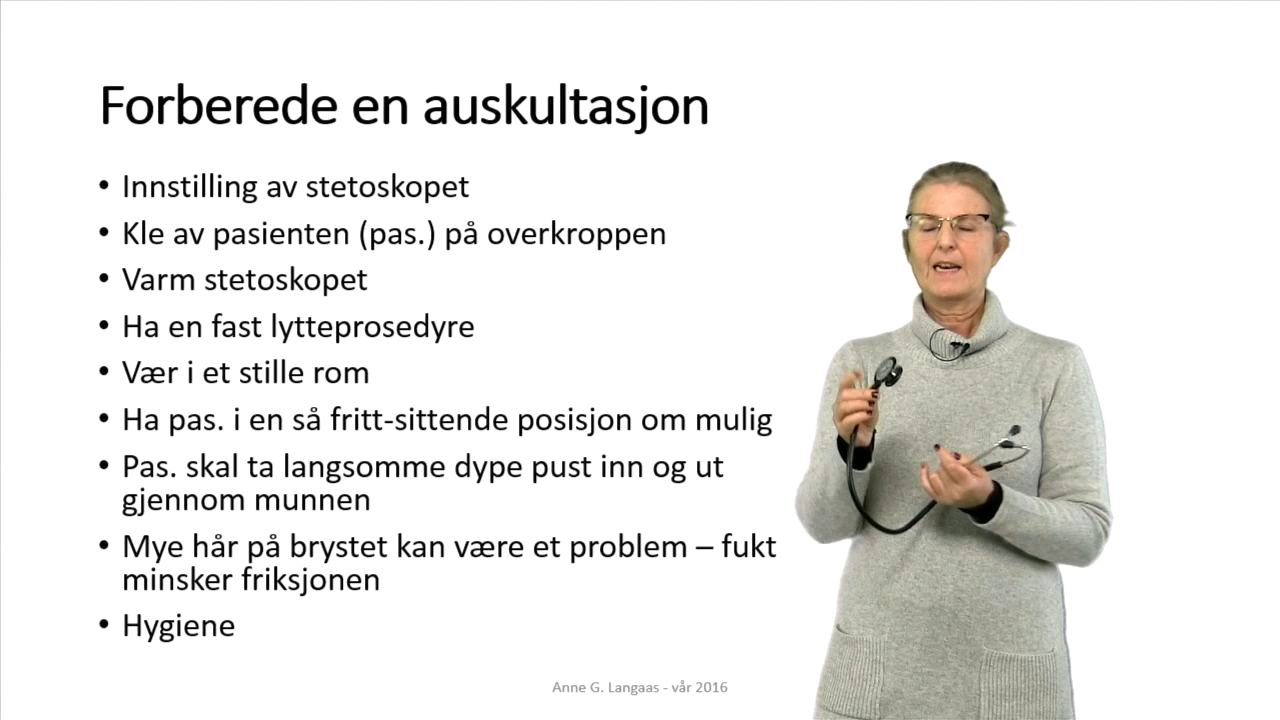 Forberede en auskultasjon
• Innstilling av stetoskopet
• Kle av pasienten (pas.) på overkroppen
• Varm stetoskopet
• Ha en fast lytteprosedyre
• Vær i et stille rom
• Ha pas. i en så fritt-sittende posisjon om mulig
• Pas. skal ta langsomme dype pust inn og ut
gjennom munnen
• Mye hår på brystet kan være et problem – fukt
minsker friksjonen
• Hygiene
Anne G. Langaas - vår 2016